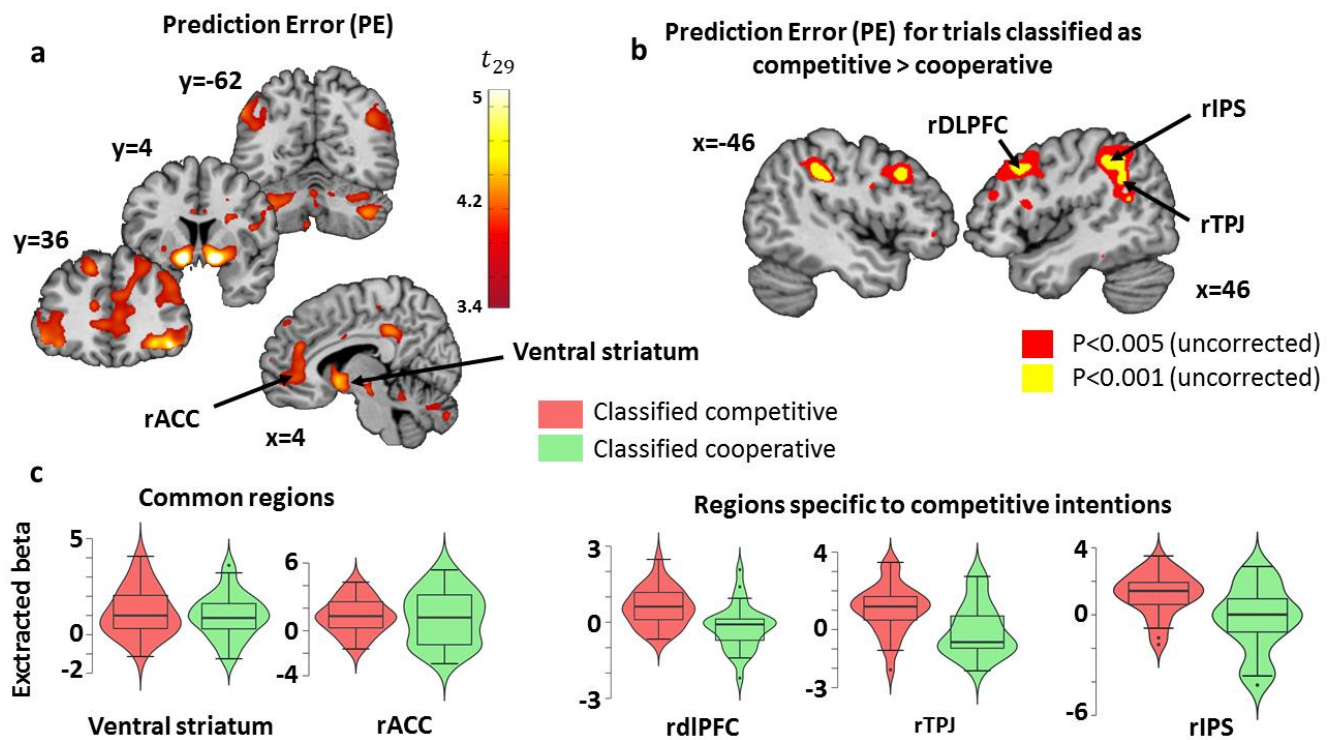 Prediction Error (PE)
a
t29
y=-62
5
y=4
4.2
y=36
3.4
Ventral striatum
rACC
x=4
b
Prediction Error (PE) for trials classified as
competitive > cooperative
rIPS
rDLPFC
x=-46
rTPJ
x=46
P<0.005 (uncorrected)
P<0.001 (uncorrected)
Classified competitive
Classified cooperative
c
Common regions
Regions specific to competitive intentions
Exctracted beta
5
0
-2
Ventral striatum
6
0
-4
rACC
3
0
-3
rdlPFC
4
0
-3
rTPJ
4
0
-6
rIPS